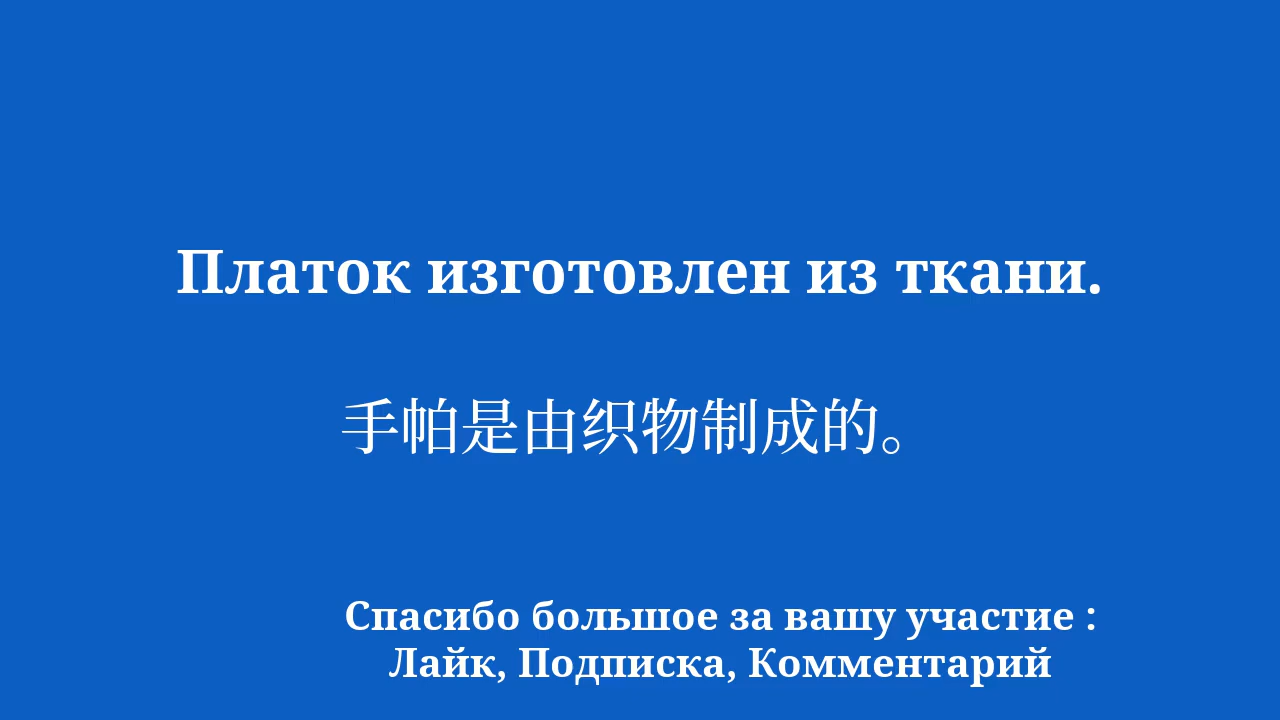 Платок изготовлен из ткани.
手帕是由织物制成的。
Спасибо большое за вашу участие :
Лайк, Подписка, Комментарий